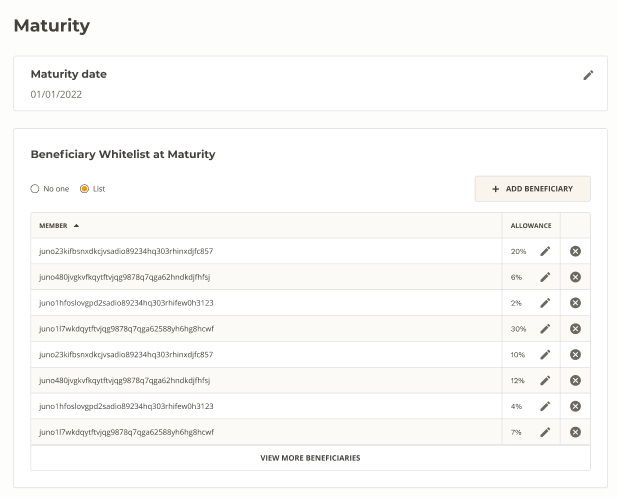 Maturity
Maturity date
01/01/2022
Beneficiary Whitelist at Maturity
No one List + ADD BENEFICIARY
MEMBER ALLOWANCE
juno23kifbsnxdkcjvsadio89234hq303rhinxdjfc857 20%
juno480jvgkvfkqytftvjqg9878q7qga62hndkdjfhfsj 6%
juno1hfoslovgpd2sadio89234hq303rhifew0h3123 2%
juno1l7wkdqytftvjqg9878q7qga62588yh6hg8hcwf 30%
juno23kifbsnxdkcjvsadio89234hq303rhinxdjfc857 10%
juno480jvgkvfkqytftvjqg9878q7qga62hndkdjfhfsj 12%
juno1hfoslovgpd2sadio89234hq303rhifew0h3123 4%
juno1l7wkdqytftvjqg9878q7qga62588yh6hg8hcwf 7%
VIEW MORE BENEFICIARIES